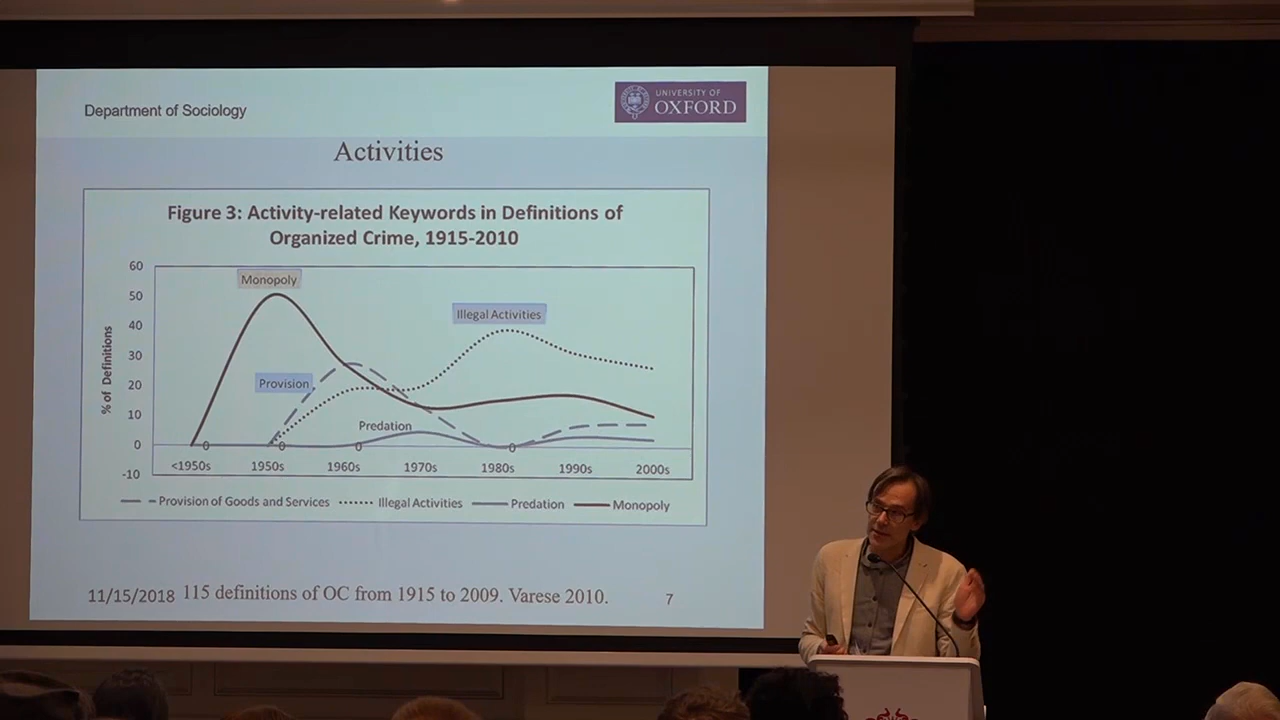 Department of Sociology
UNIVERSITY OF
OXFORD
Activities
Figure 3: Activity-related Keywords in Definitions of
Organized Crime, 1915-2010
% of Definitions
60
50
40
30
20
10
0
-10
Monopoly
Illegal Activities
Provision
Predation
0
0
0
0
<1950s 1950s 1960s 1970s 1980s 1990s 2000s
Provision of Goods and Services Illegal Activities Predation Monopoly
11/15/2018 115 definitions of OC from 1915 to 2009. Varese 2010. 7